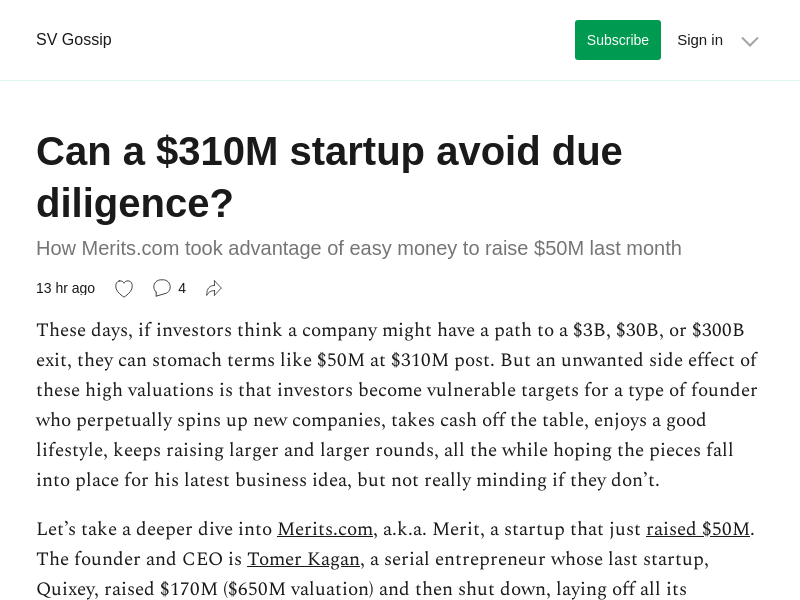 SV Gossip
Subscribe
Sign in
Can a $310M startup avoid due
diligence?
How Merits.com took advantage of easy money to raise $50M last month
13 hr ago
4
These days, if investors think a company might have a path to a $3B, $30B, or $300B
exit, they can stomach terms like $50M at $310M post. But an unwanted side effect of
these high valuations is that investors become vulnerable targets for a type of founder
who perpetually spins up new companies, takes cash off the table, enjoys a good
lifestyle, keeps raising larger and larger rounds, all the while hoping the pieces fall
into place for his latest business idea, but not really minding if they don’t.
Let’s take a deeper dive into Merits.com, a.k.a. Merit, a startup that just raised $50M.
The founder and CEO is Tomer Kagan, a serial entrepreneur whose last startup,
Quixey, raised $170M ($650M valuation) and then shut down, laying off all its